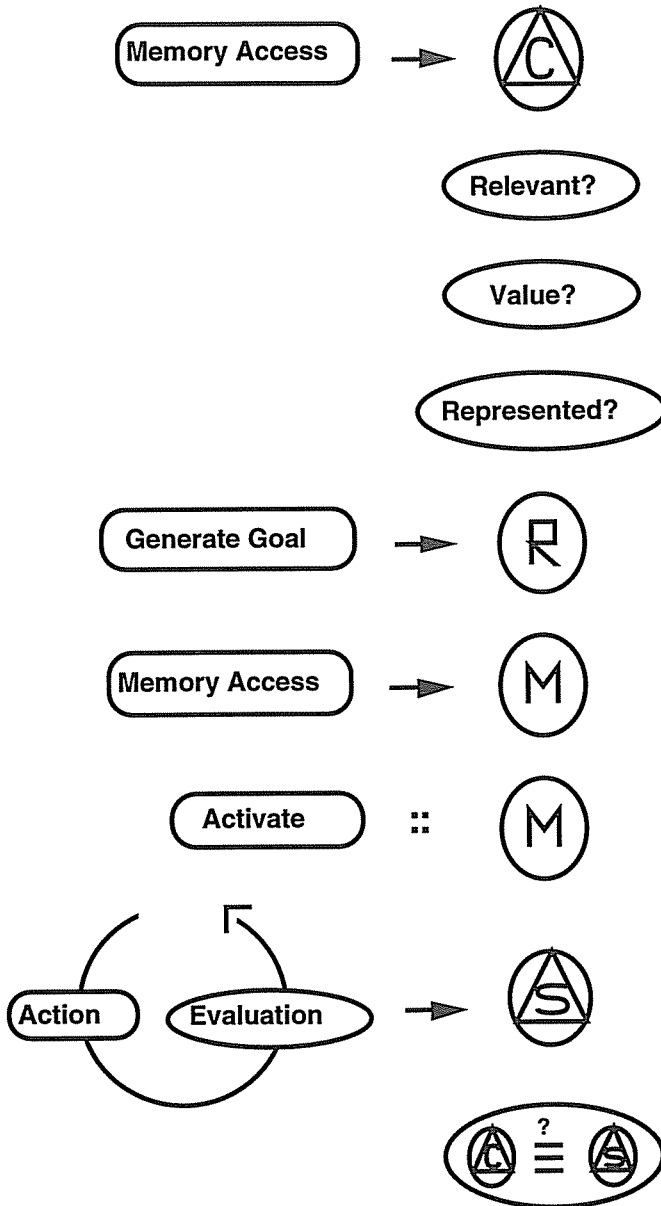 Memory Access
C
Relevant?
Value?
Represented?
Generate Goal
R
Memory Access
M
Activate :: M
Action Evaluation S
?
C ≡ S